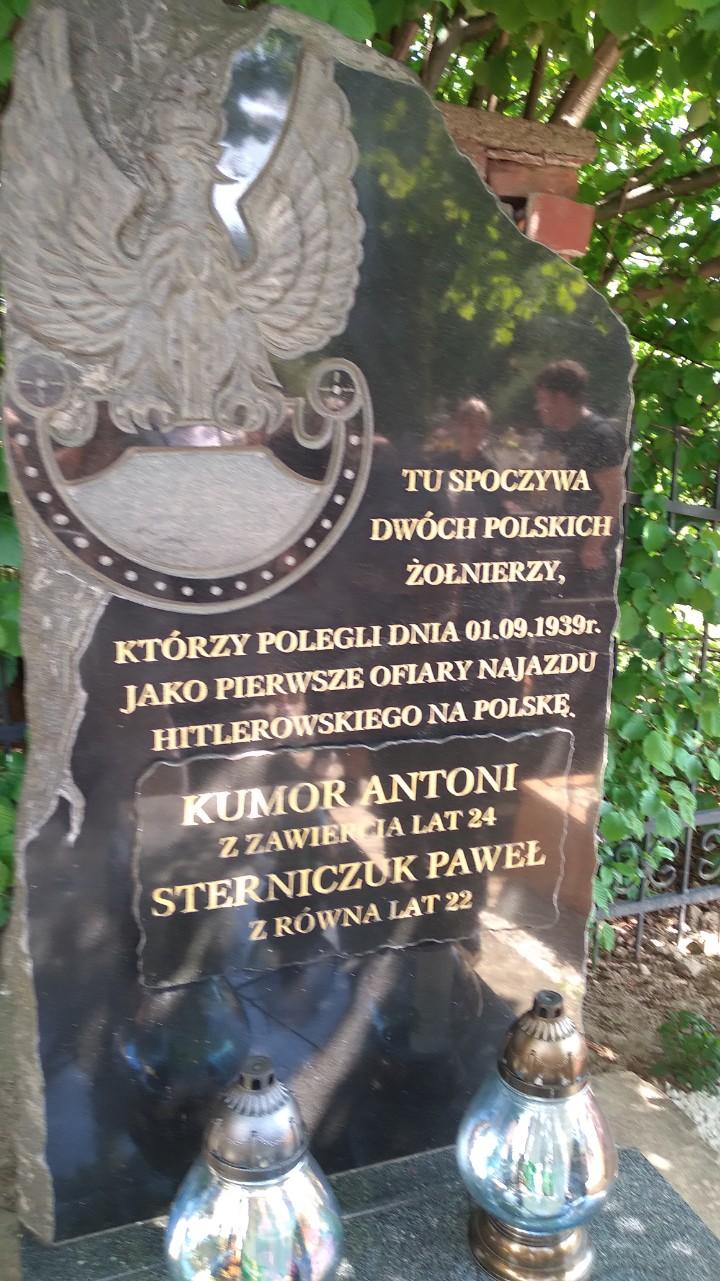 TU SPOCZYWA
DWÓCH POLSKICH
ŻOŁNIERZY,
KTÓRZY POLEGLI DNIA 01.09.1939r.
JAKO PIERWSZE OFIARY NAJAZDU
HITLEROWSKIEGO NA POLSKĘ.
KUMOR ANTONI
Z ZAWIERCIA LAT 24
STERNICZUK PAWEŁ
Z RÓWNA LAT 22